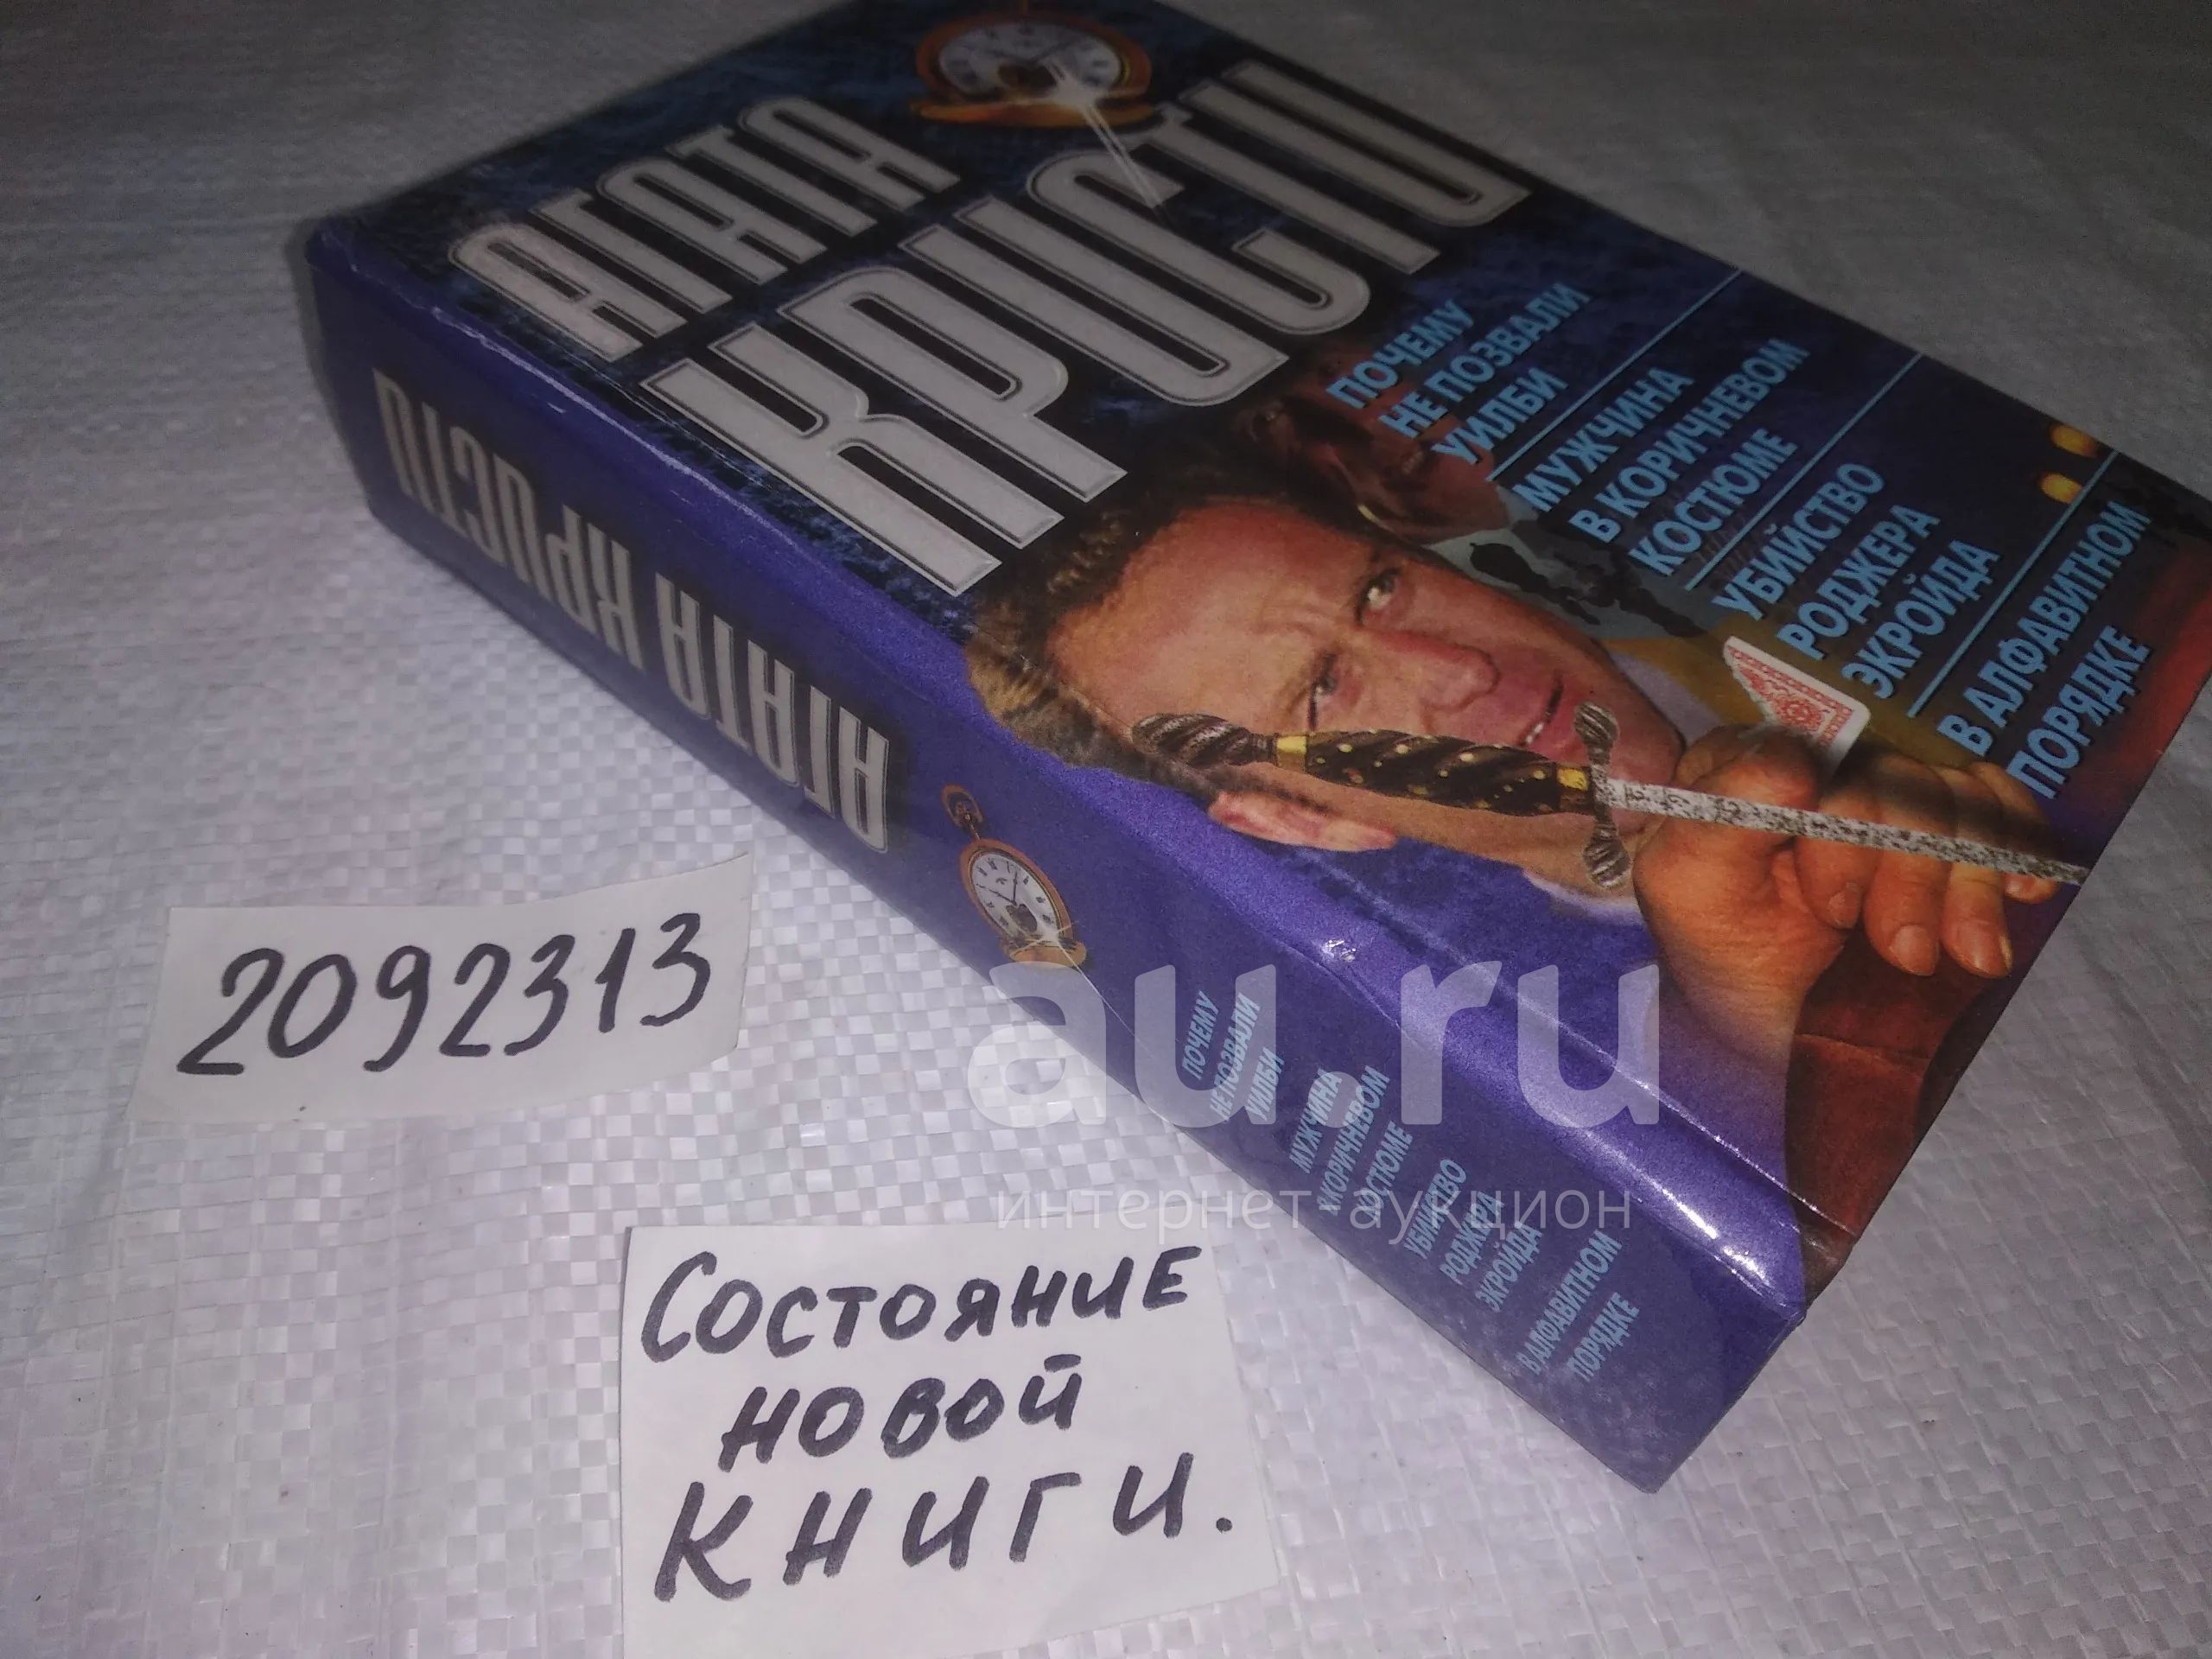 АГАТА
КРИСТИ
ПОЧЕМУ
НЕ ПОЗВАЛИ
УИЛБИ
МУЖЧИНА
В КОРИЧНЕВОМ
КОСТЮМЕ
УБИЙСТВО
РОДЖЕРА
ЭКРОЙДА
В АЛФАВИТНОМ
ПОРЯДКЕ
АГАТА КРИСТИ
ПОЧЕМУ
НЕ ПОЗВАЛИ
УИЛБИ
МУЖЧИНА
В КОРИЧНЕВОМ
КОСТЮМЕ
УБИЙСТВО
РОДЖЕРА
ЭКРОЙДА
В АЛФАВИТНОМ
ПОРЯДКЕ
au.ru
интернет аукцион
2092313
Состояние
новой
книги.